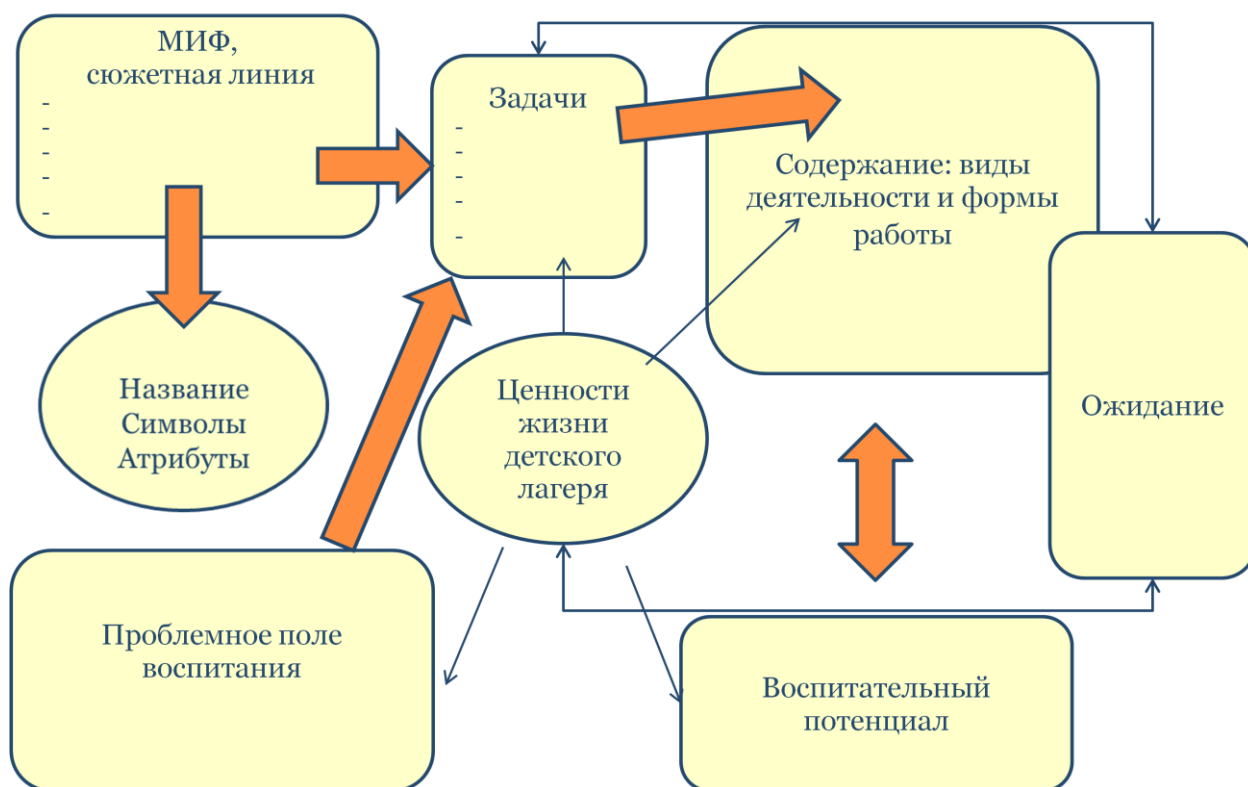 МИФ,
сюжетная линия
-
-
-
-
-
Задачи
-
-
-
-
-
Содержание: виды
деятельности и формы
работы
Ожидание
Название
Символы
Атрибуты
Ценности
жизни
детского
лагеря
Проблемное поле
воспитания
Воспитательный
потенциал